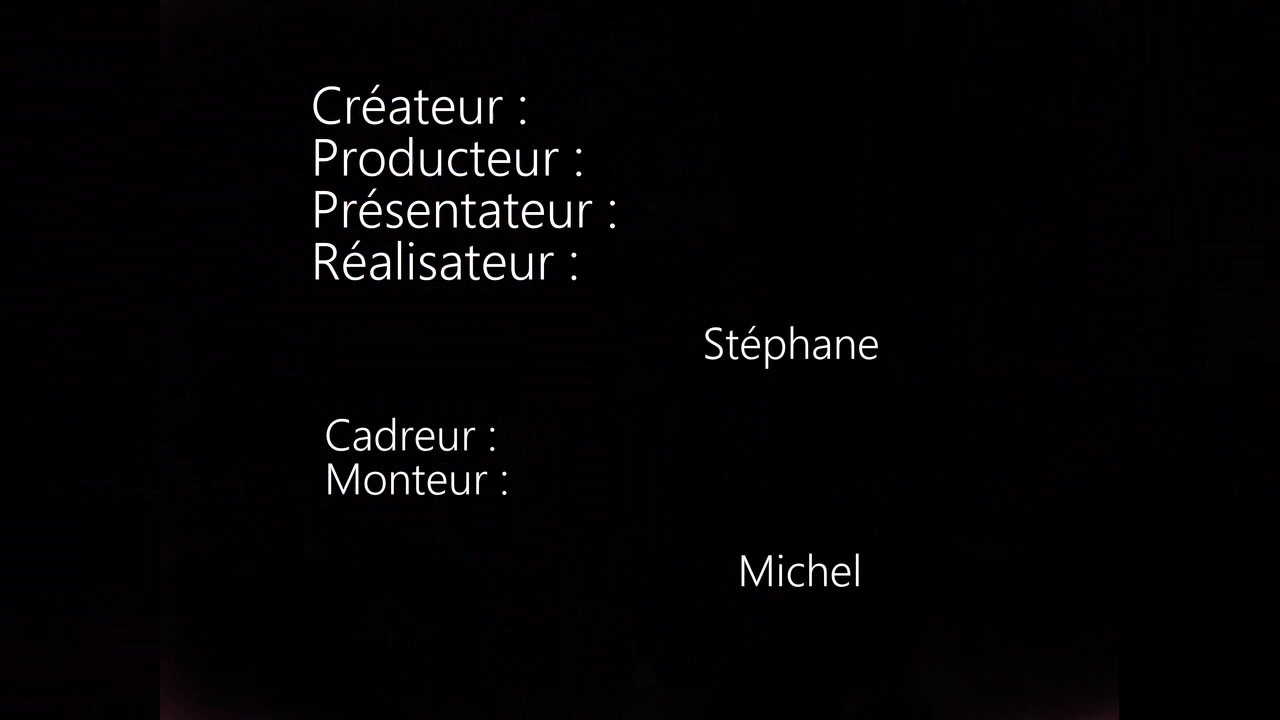 Créateur :
Producteur :
Présentateur :
Réalisateur :
Stéphane
Cadreur :
Monteur :
Michel